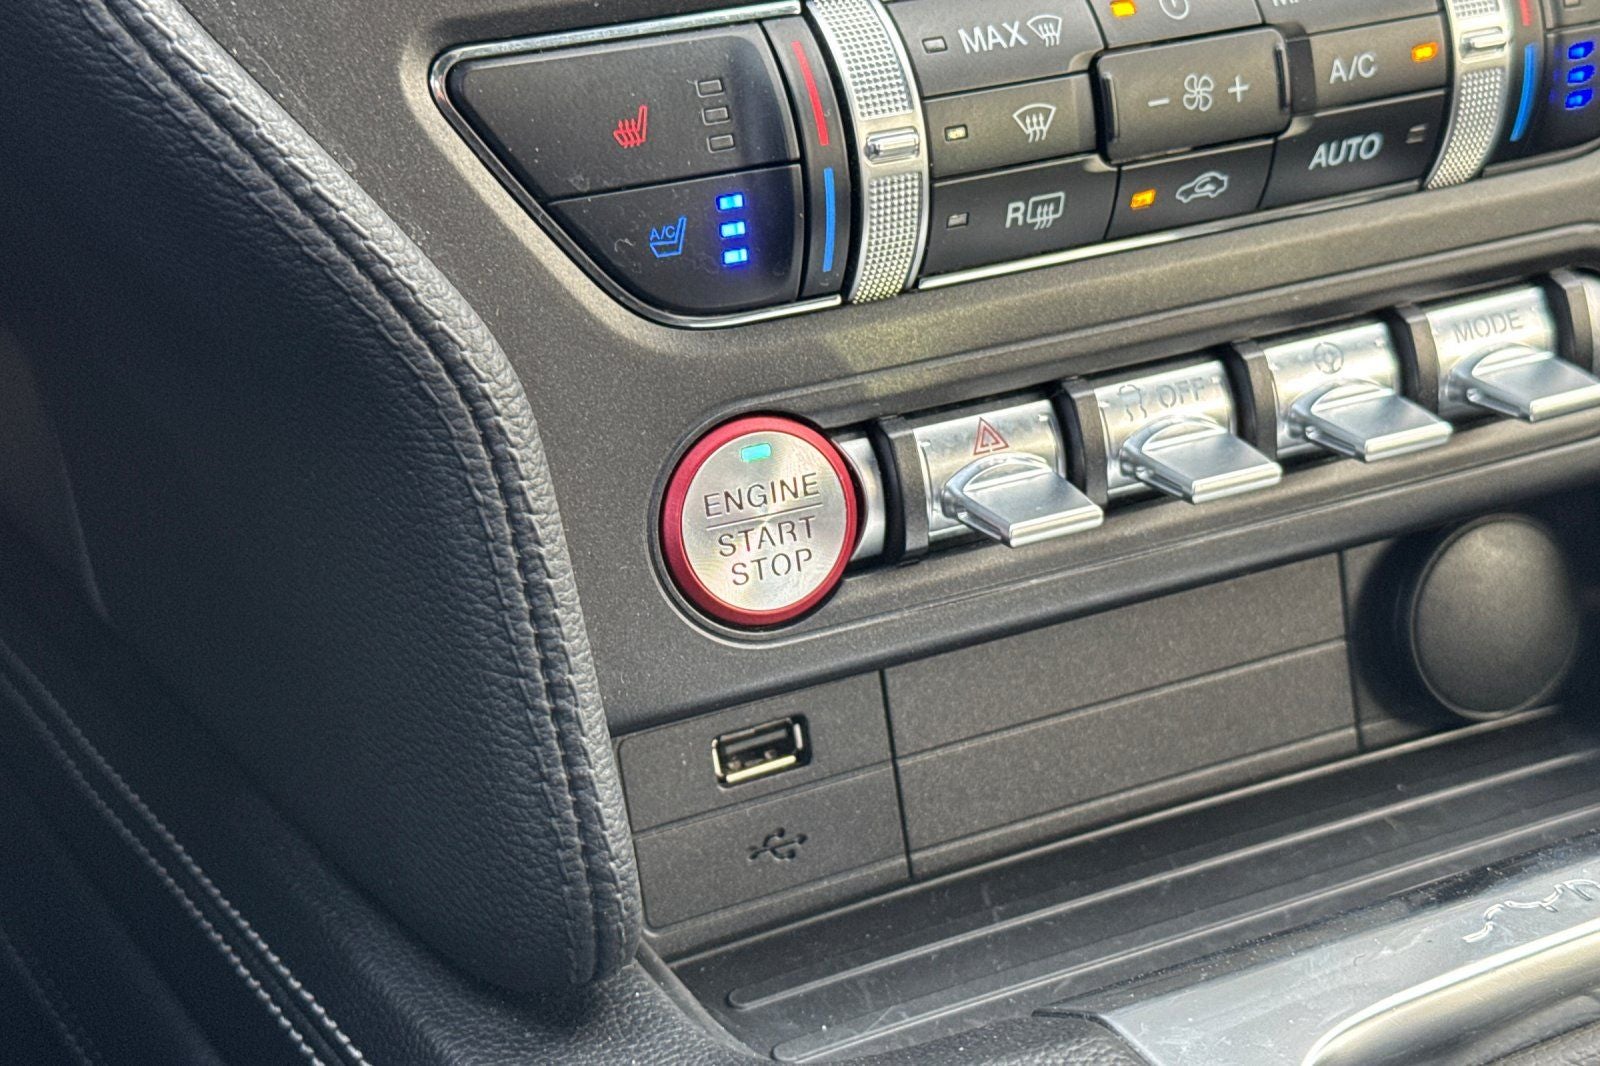 MAX
A/C
- +
AUTO
R
A/C
MODE
OFF
ENGINE
START
STOP